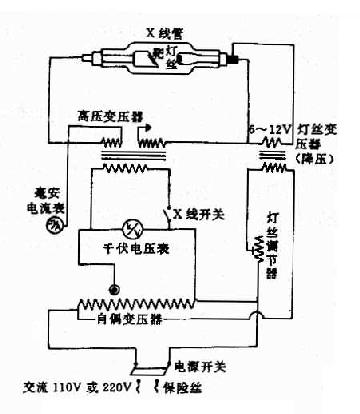 X 线管
靶 灯丝
高压变压器
6～12V 灯丝变压器（降压）
毫安电流表
X 线开关
千伏电压表
灯丝调节器
自偶变压器
电源开关
交流 110V 或 220V 保险丝